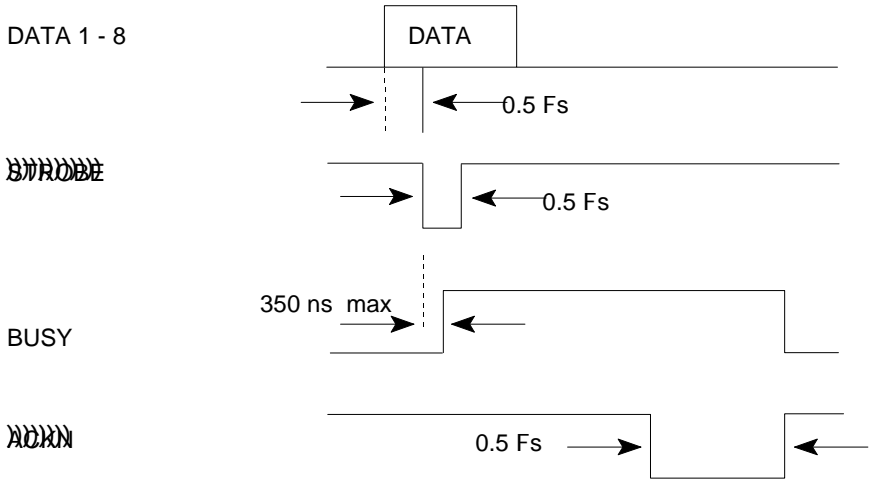 DATA 1 - 8
DATA
0.5 Fs
STROBE
0.5 Fs
350 ns max
BUSY
ACKN
0.5 Fs